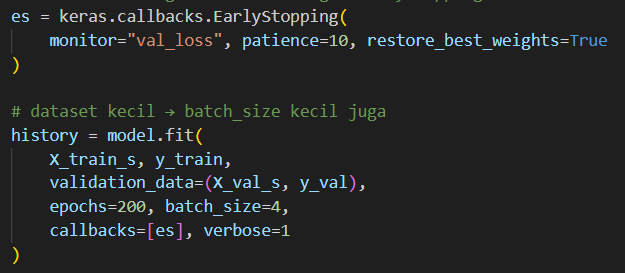 es = keras.callbacks.EarlyStopping(
    monitor="val_loss", patience=10, restore_best_weights=True
)
# dataset kecil → batch_size kecil juga
history = model.fit(
    X_train_s, y_train,
    validation_data=(X_val_s, y_val),
    epochs=200, batch_size=4,
    callbacks=[es], verbose=1
)